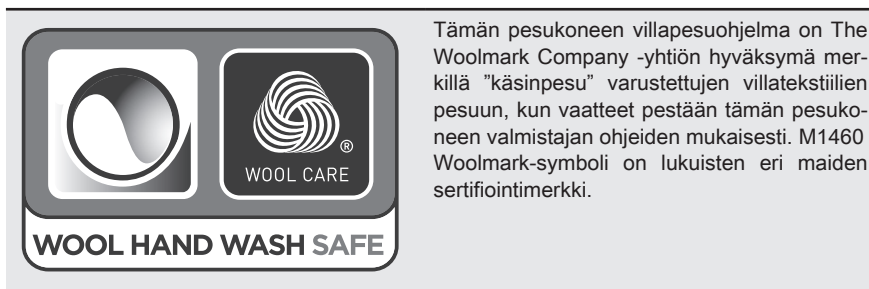 WOOL CARE
®
WOOL HAND WASH SAFE
Tämän pesukoneen villapesuohjelma on The
Woolmark Company -yhtiön hyväksymä mer-
killä ”käsinpesu” varustettujen villatekstiilien
pesuun, kun vaatteet pestään tämän pesuko-
neen valmistajan ohjeiden mukaisesti. M1460
Woolmark-symboli on lukuisten eri maiden
sertifiointimerkki.